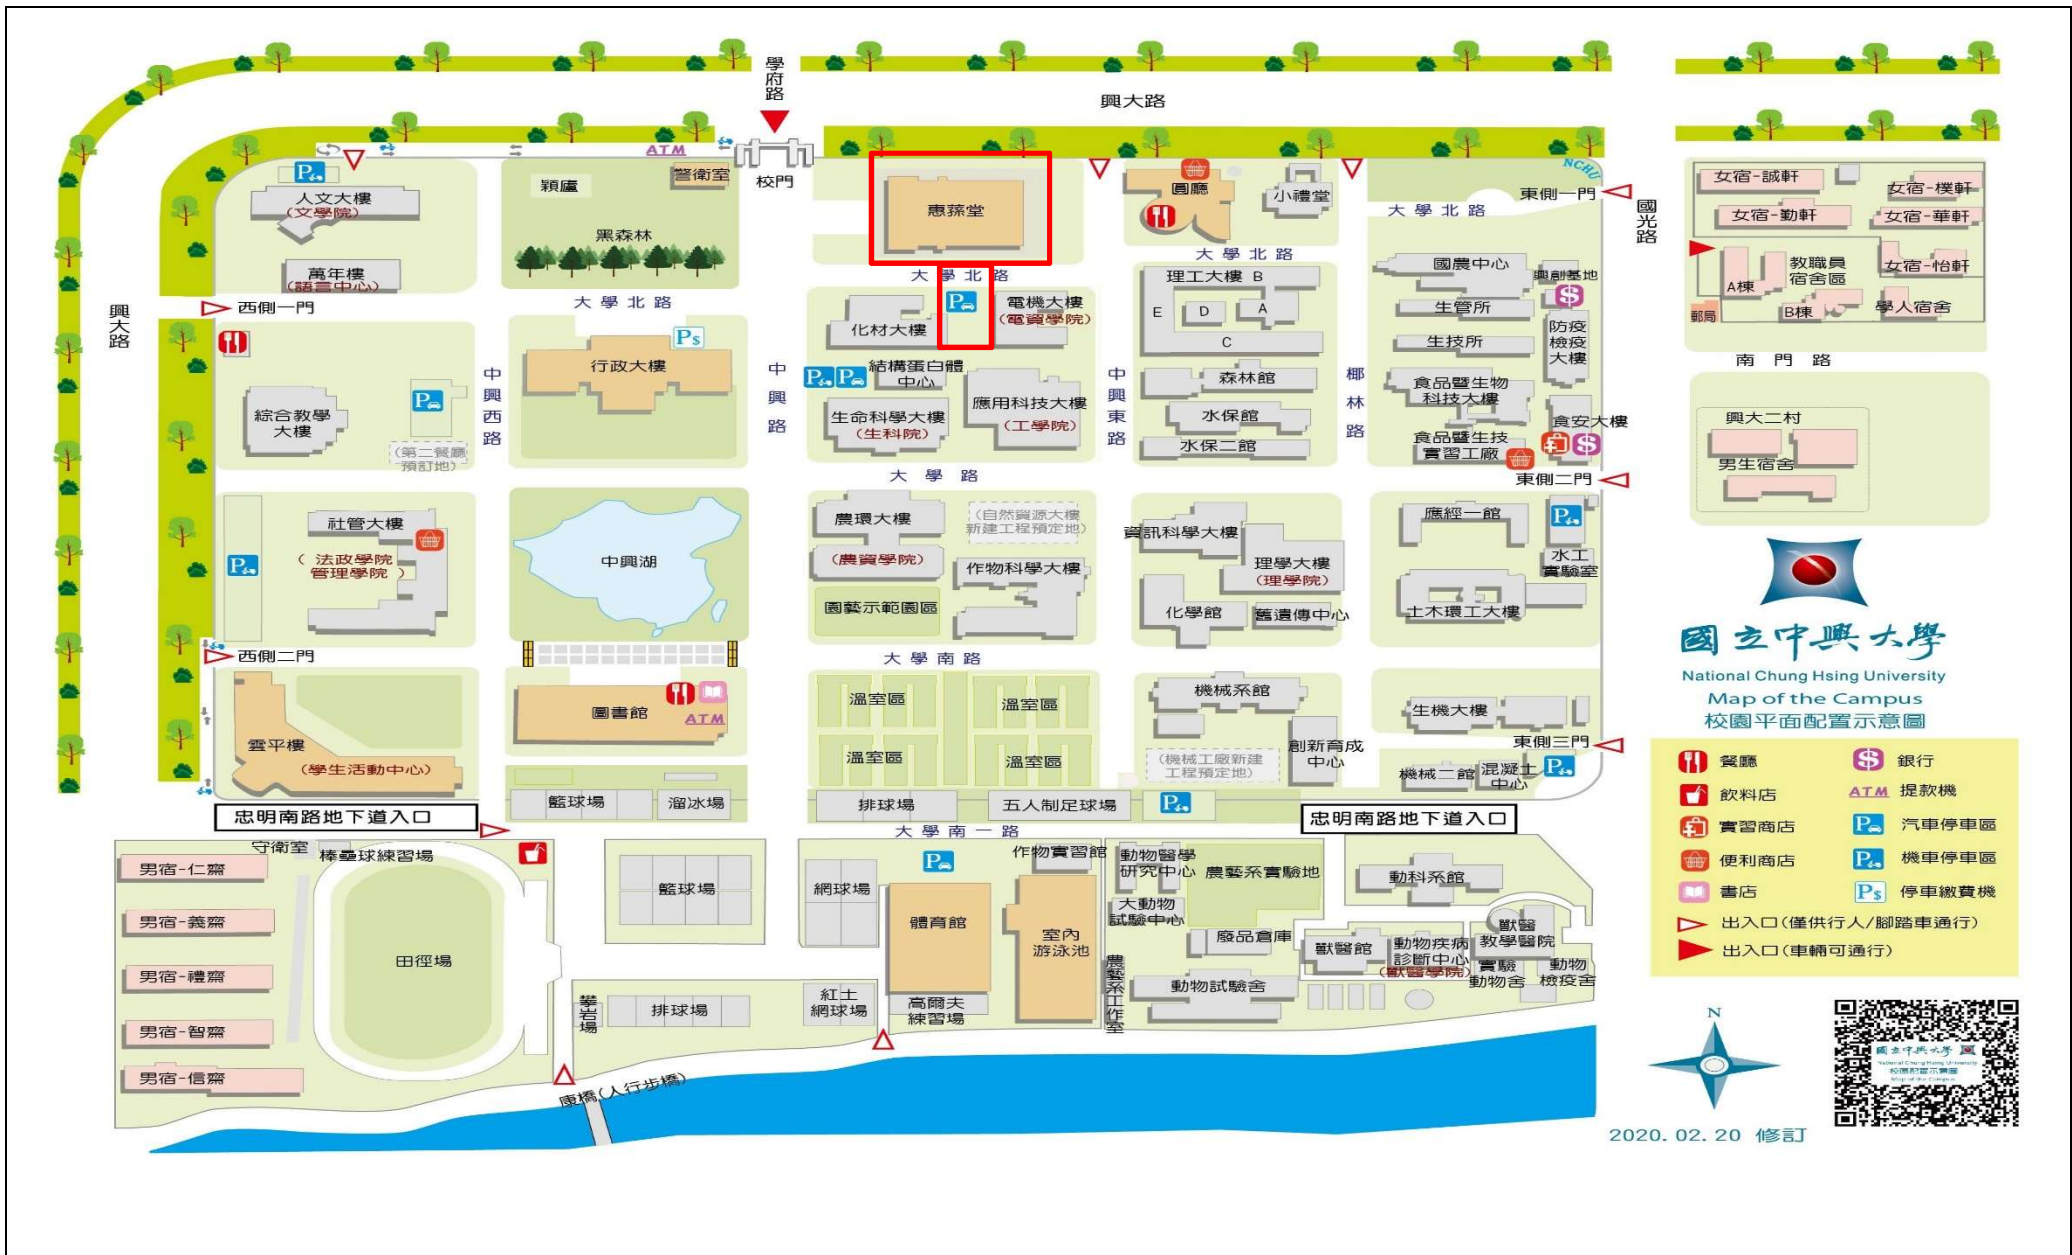 學府路
興大路
ATM
校門
警衛室
穎廬
黑森林
人文大樓
(文學院)
萬年樓
(語言中心)
西側一門
興大路
大學北路
惠蓀堂
大學北路
圓廳
小禮堂
大學北路
大學北路
NCHU
東側一門
國光路
女宿-誠軒
女宿-樸軒
女宿-勤軒
女宿-華軒
女宿-怡軒
教職員
宿舍區
A棟
B棟
學人宿舍
郵局
南門路
興大二村
男生宿舍
綜合教學
大樓
(第二餐廳
預訂地)
中興西路
行政大樓
中興路
化材大樓
電機大樓
(電資學院)
結構蛋白體
中心
生命科學大樓
(生科院)
應用科技大樓
(工學院)
中興東路
理工大樓 B
E
D
A
C
森林館
水保館
水保二館
椰林路
國農中心
興創基地
生管所
生技所
防疫
檢疫
大樓
食品暨生物
科技大樓
食安大樓
食品暨生技
實習工廠
大學路
東側二門
社管大樓
(法政學院
管理學院)
中興湖
農環大樓
(農資學院)
(自然資源大樓
新建工程預定地)
作物科學大樓
園藝示範園區
資訊科學大樓
理學大樓
(理學院)
化學館
舊遺傳中心
應經一館
水工
實驗室
土木環工大樓
西側二門
大學南路
雲平樓
(學生活動中心)
圖書館
ATM
溫室區
溫室區
溫室區
溫室區
機械系館
(機械工廠新建
工程預定地)
創新育成
中心
生機大樓
東側三門
機械二館
混凝土
中心
籃球場
溜冰場
排球場
五人制足球場
忠明南路地下道入口
大學南一路
忠明南路地下道入口
守衛室
棒壘球練習場
男宿-仁齋
男宿-義齋
男宿-禮齋
男宿-智齋
男宿-信齋
田徑場
籃球場
網球場
體育館
作物實習館
室內
游泳池
攀岩場
排球場
紅土
網球場
高爾夫
練習場
農藝系工作室
動物醫學
研究中心
農藝系實驗地
大動物
試驗中心
廢品倉庫
動物試驗舍
動科系館
獸醫館
動物疾病
診斷中心
(獸醫學院)
獸醫
教學醫院
實驗
動物舍
動物
檢疫舍
康橋(人行步橋)
國立中興大學
National Chung Hsing University
Map of the Campus
校園平面配置示意圖
餐廳
銀行
飲料店
ATM 提款機
實習商店
汽車停車區
便利商店
機車停車區
書店
停車繳費機
出入口(僅供行人/腳踏車通行)
出入口(車輛可通行)
N
國立中興大學
National Chung Hsing University
校園配置示意圖
Map of the Campus
2020.02.20 修訂